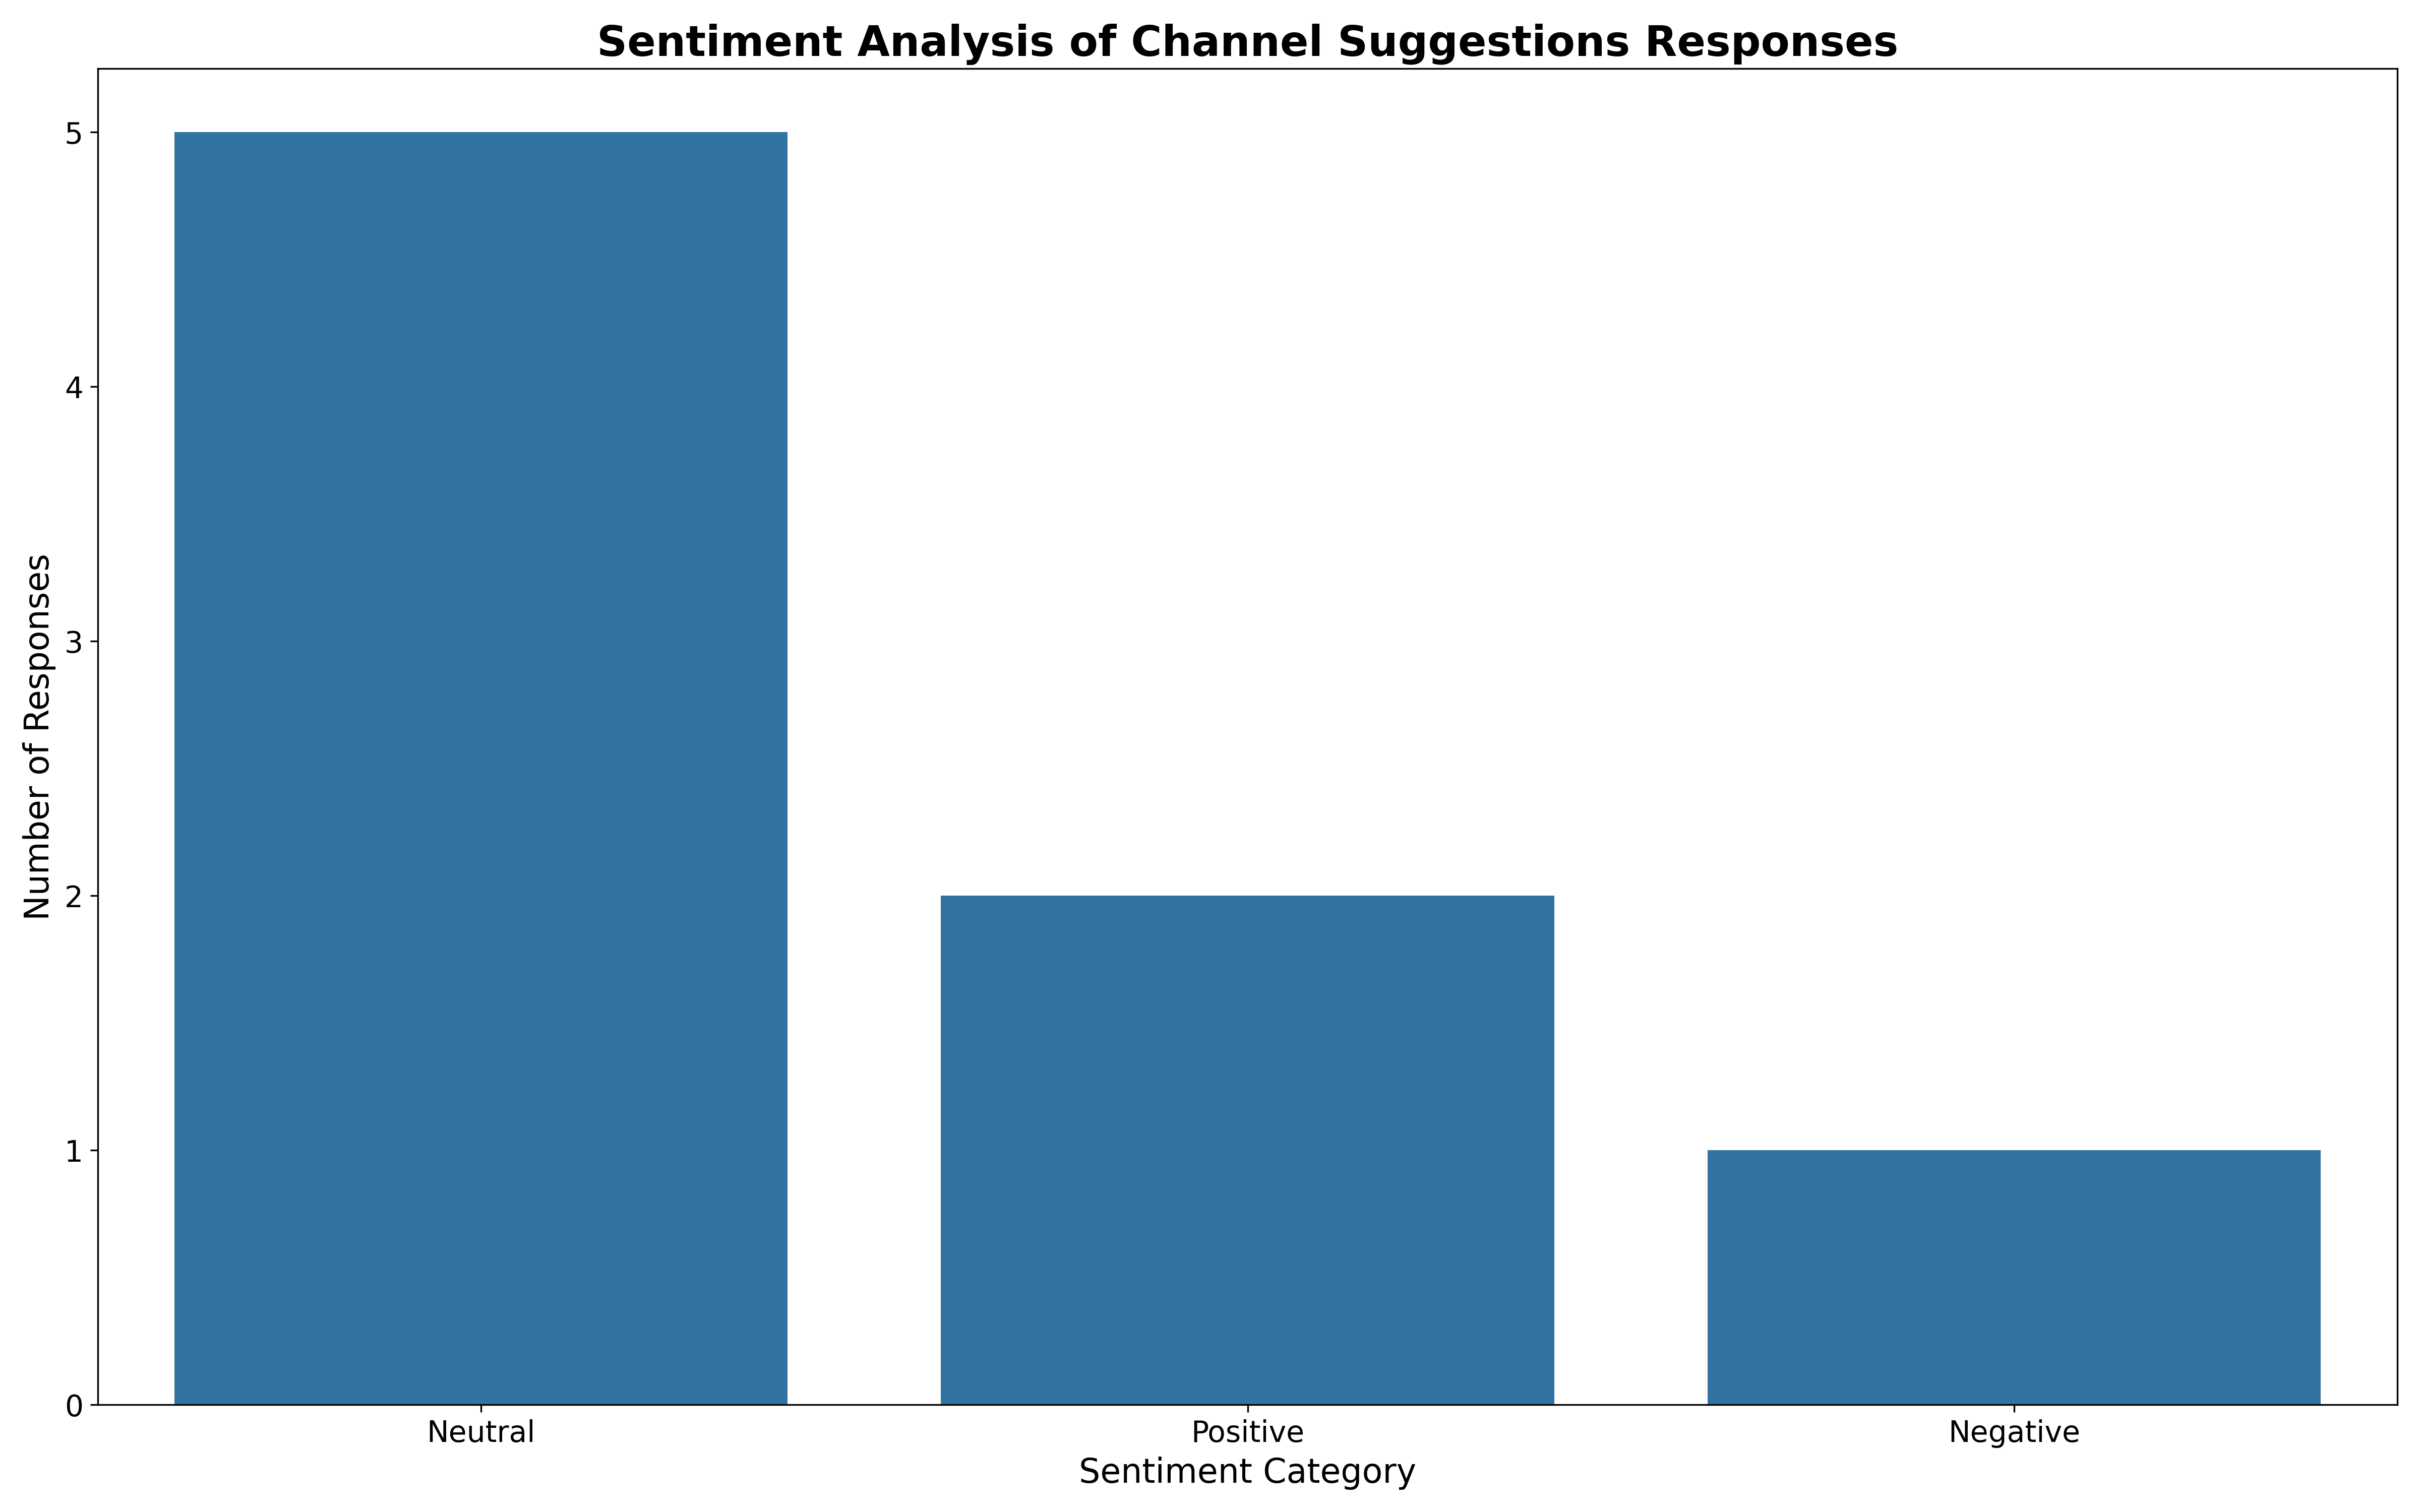 Sentiment Analysis of Channel Suggestions Responses
Number of Responses
5
4
3
2
1
0
Neutral
Positive
Negative
Sentiment Category